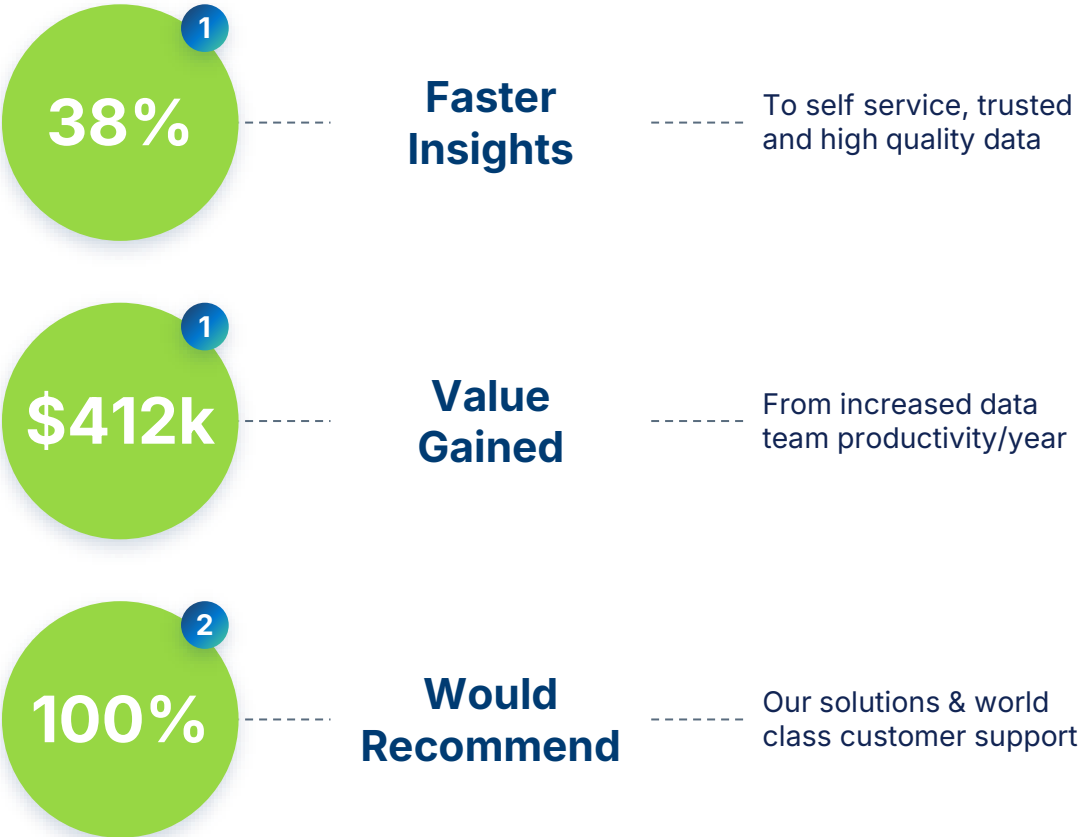 1
38%
Faster
Insights
To self service, trusted
and high quality data
1
$412k
Value
Gained
From increased data
team productivity/year
2
100%
Would
Recommend
Our solutions & world
class customer support